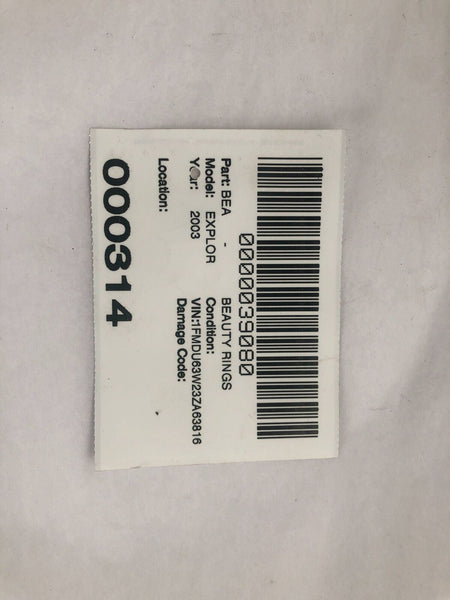 0000039080
Part: BEA - BEAUTY RINGS
Model: EXPLOR Condition:
Year: 2003 VIN:1FMDU63W23ZA63816
Damage Code:
Location:
000314